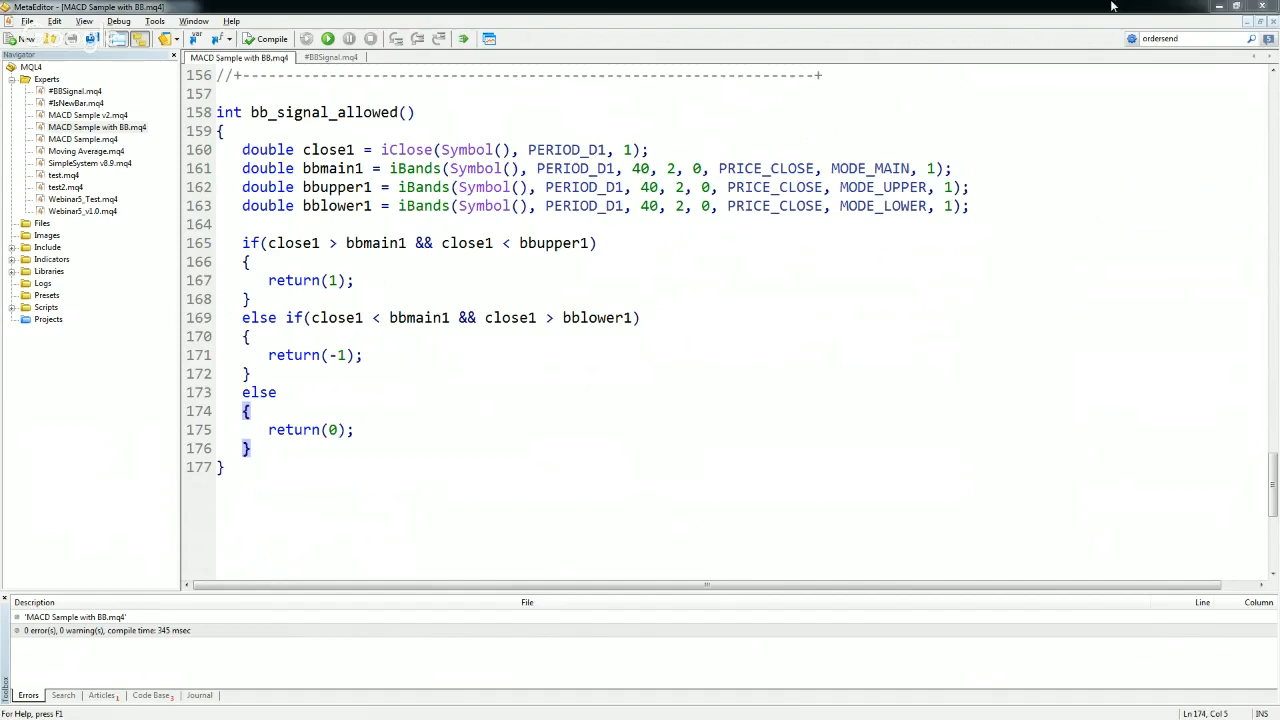 MetaEditor - [MACD Sample with BB.mq4]
File Edit View Debug Tools Window Help
New Compile ordersend 5
Navigator
MACD Sample with BB.mq4 #BBSignal.mq4
MQL4
Experts
#BBSignal.mq4
#IsNewBar.mq4
MACD Sample v2.mq4
MACD Sample with BB.mq4
MACD Sample.mq4
Moving Average.mq4
SimpleSystem v8.9.mq4
test.mq4
test2.mq4
Webinar5_Test.mq4
Webinar5_v1.0.mq4
Files
Images
Include
Indicators
Libraries
Logs
Presets
Scripts
Projects
156 //+------------------------------------------------------------------+
157
158 int bb_signal_allowed()
159 {
160 double close1 = iClose(Symbol(), PERIOD_D1, 1);
161 double bbmain1 = iBands(Symbol(), PERIOD_D1, 40, 2, 0, PRICE_CLOSE, MODE_MAIN, 1);
162 double bbupper1 = iBands(Symbol(), PERIOD_D1, 40, 2, 0, PRICE_CLOSE, MODE_UPPER, 1);
163 double bblower1 = iBands(Symbol(), PERIOD_D1, 40, 2, 0, PRICE_CLOSE, MODE_LOWER, 1);
164
165 if(close1 > bbmain1 && close1 < bbupper1)
166 {
167 return(1);
168 }
169 else if(close1 < bbmain1 && close1 > bblower1)
170 {
171 return(-1);
172 }
173 else
174 {
175 return(0);
176 }
177 }
Description File Line Column
'MACD Sample with BB.mq4'
0 error(s), 0 warning(s), compile time: 345 msec
Toolbox
Errors Search Articles 1 Code Base 3 Journal
For Help, press F1 Ln 174, Col 5 INS